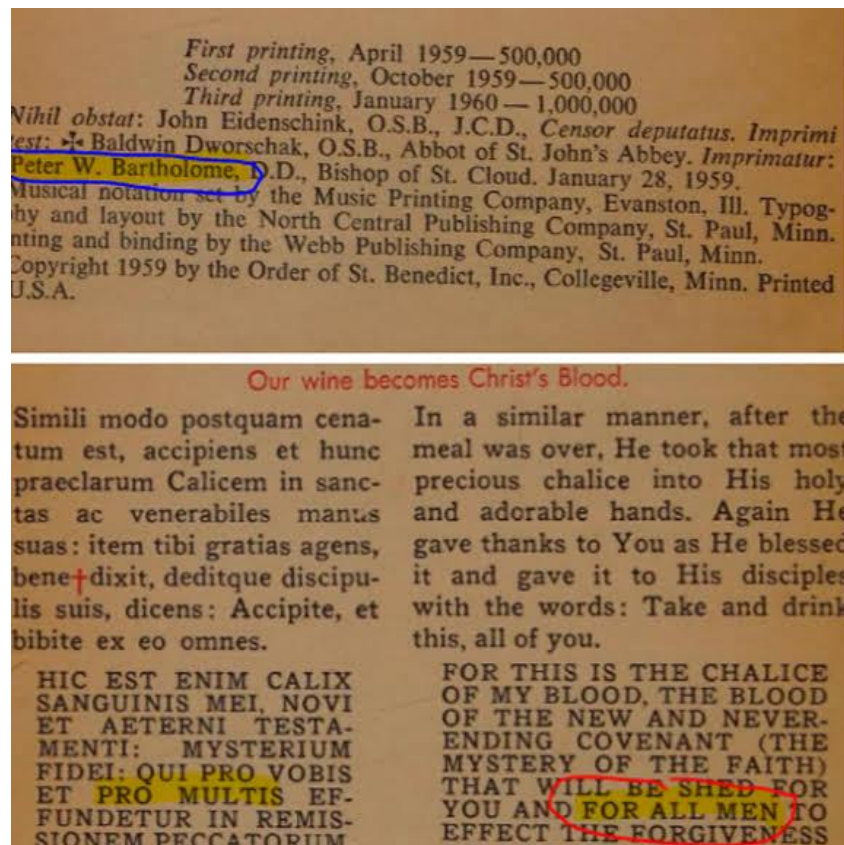 First printing, April 1959—500,000
Second printing, October 1959—500,000
Third printing, January 1960—1,000,000
Nihil obstat: John Eidenschink, O.S.B., J.C.D., Censor deputatus. Imprimi
test: ✠ Baldwin Dworschak, O.S.B., Abbot of St. John's Abbey. Imprimatur:
Peter W. Bartholome, D.D., Bishop of St. Cloud. January 28, 1959.
Musical notation set by the Music Printing Company, Evanston, Ill. Typog-
hy and layout by the North Central Publishing Company, St. Paul, Minn.
nting and binding by the Webb Publishing Company, St. Paul, Minn.
Copyright 1959 by the Order of St. Benedict, Inc., Collegeville, Minn. Printed
U.S.A.
Our wine becomes Christ's Blood.
Simili modo postquam cena-
tum est, accipiens et hunc
praeclarum Calicem in sanc-
tas ac venerabiles manus
suas: item tibi gratias agens,
bene†dixit, deditque discipu-
lis suis, dicens: Accipite, et
bibite ex eo omnes.
HIC EST ENIM CALIX
SANGUINIS MEI, NOVI
ET AETERNI TESTA-
MENTI: MYSTERIUM
FIDEI: QUI PRO VOBIS
ET PRO MULTIS EF-
FUNDETUR IN REMIS-
SIONEM PECCATORUM
In a similar manner, after the
meal was over, He took that most
precious chalice into His holy
and adorable hands. Again He
gave thanks to You as He blessed
it and gave it to His disciples
with the words: Take and drink
this, all of you.
FOR THIS IS THE CHALICE
OF MY BLOOD, THE BLOOD
OF THE NEW AND NEVER-
ENDING COVENANT (THE
MYSTERY OF THE FAITH)
THAT WILL BE SHED FOR
YOU AND FOR ALL MEN TO
EFFECT THE FORGIVENESS